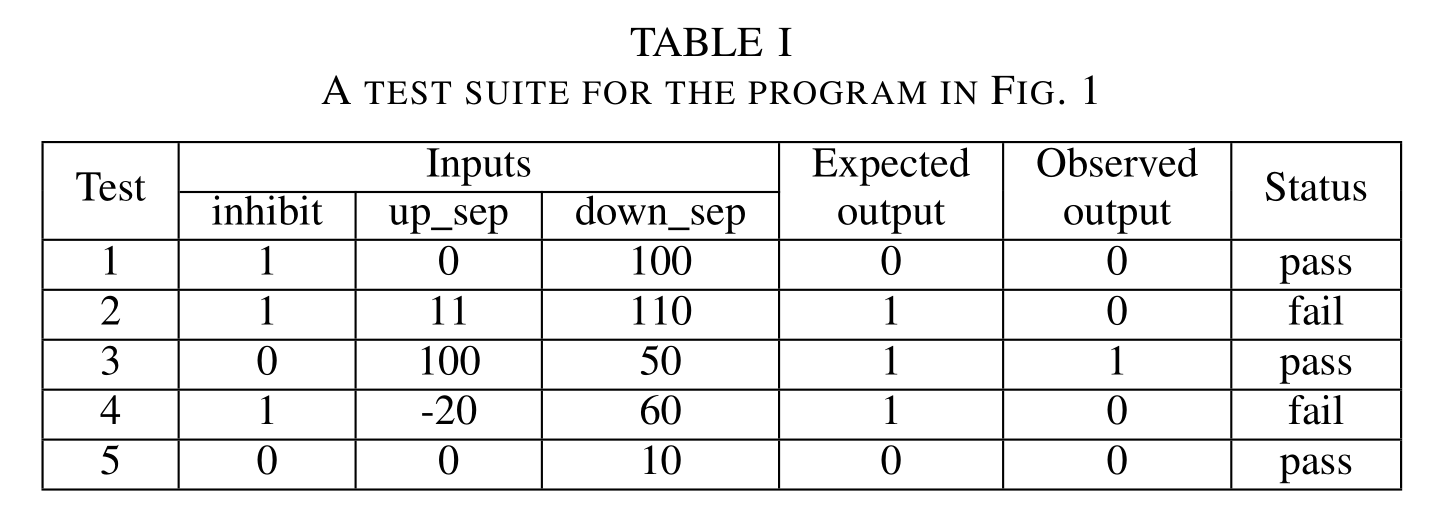 TABLE I
A TEST SUITE FOR THE PROGRAM IN FIG. 1
Test Inputs Expected output Observed output Status
inhibit up_sep down_sep
1 1 0 100 0 0 pass
2 1 11 110 1 0 fail
3 0 100 50 1 1 pass
4 1 -20 60 1 0 fail
5 0 0 10 0 0 pass